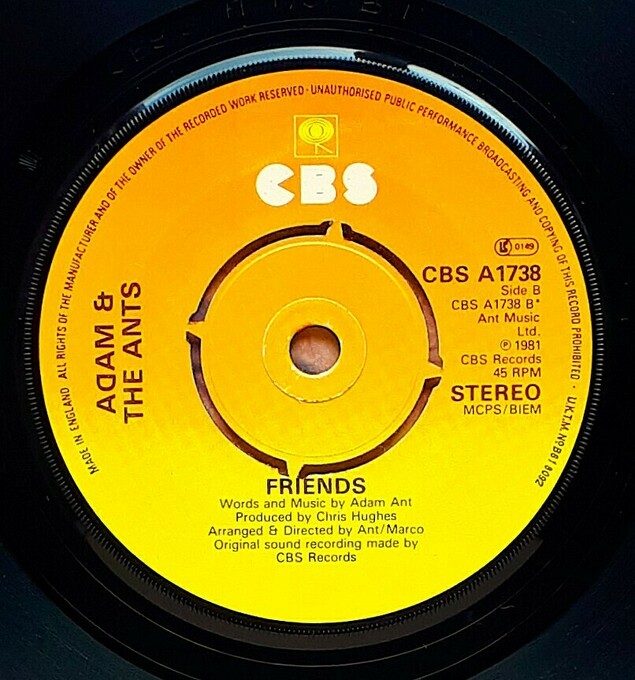 MADE IN ENGLAND ALL RIGHTS OF THE MANUFACTURER AND OF THE OWNER OF THE RECORDED WORK RESERVED · UNAUTHORISED PUBLIC PERFORMANCE BROADCASTING AND COPYING OF THIS RECORD PROHIBITED · U.K.T.M. Nº B618092
CBS
LC 0149
ADAM &
THE ANTS
CBS A1738
Side B
CBS A1738 B*
Ant Music
Ltd.
℗ 1981
CBS Records
45 RPM
STEREO
MCPS/BIEM
FRIENDS
Words and Music by Adam Ant
Produced by Chris Hughes
Arranged & Directed by Ant/Marco
Original sound recording made by
CBS Records